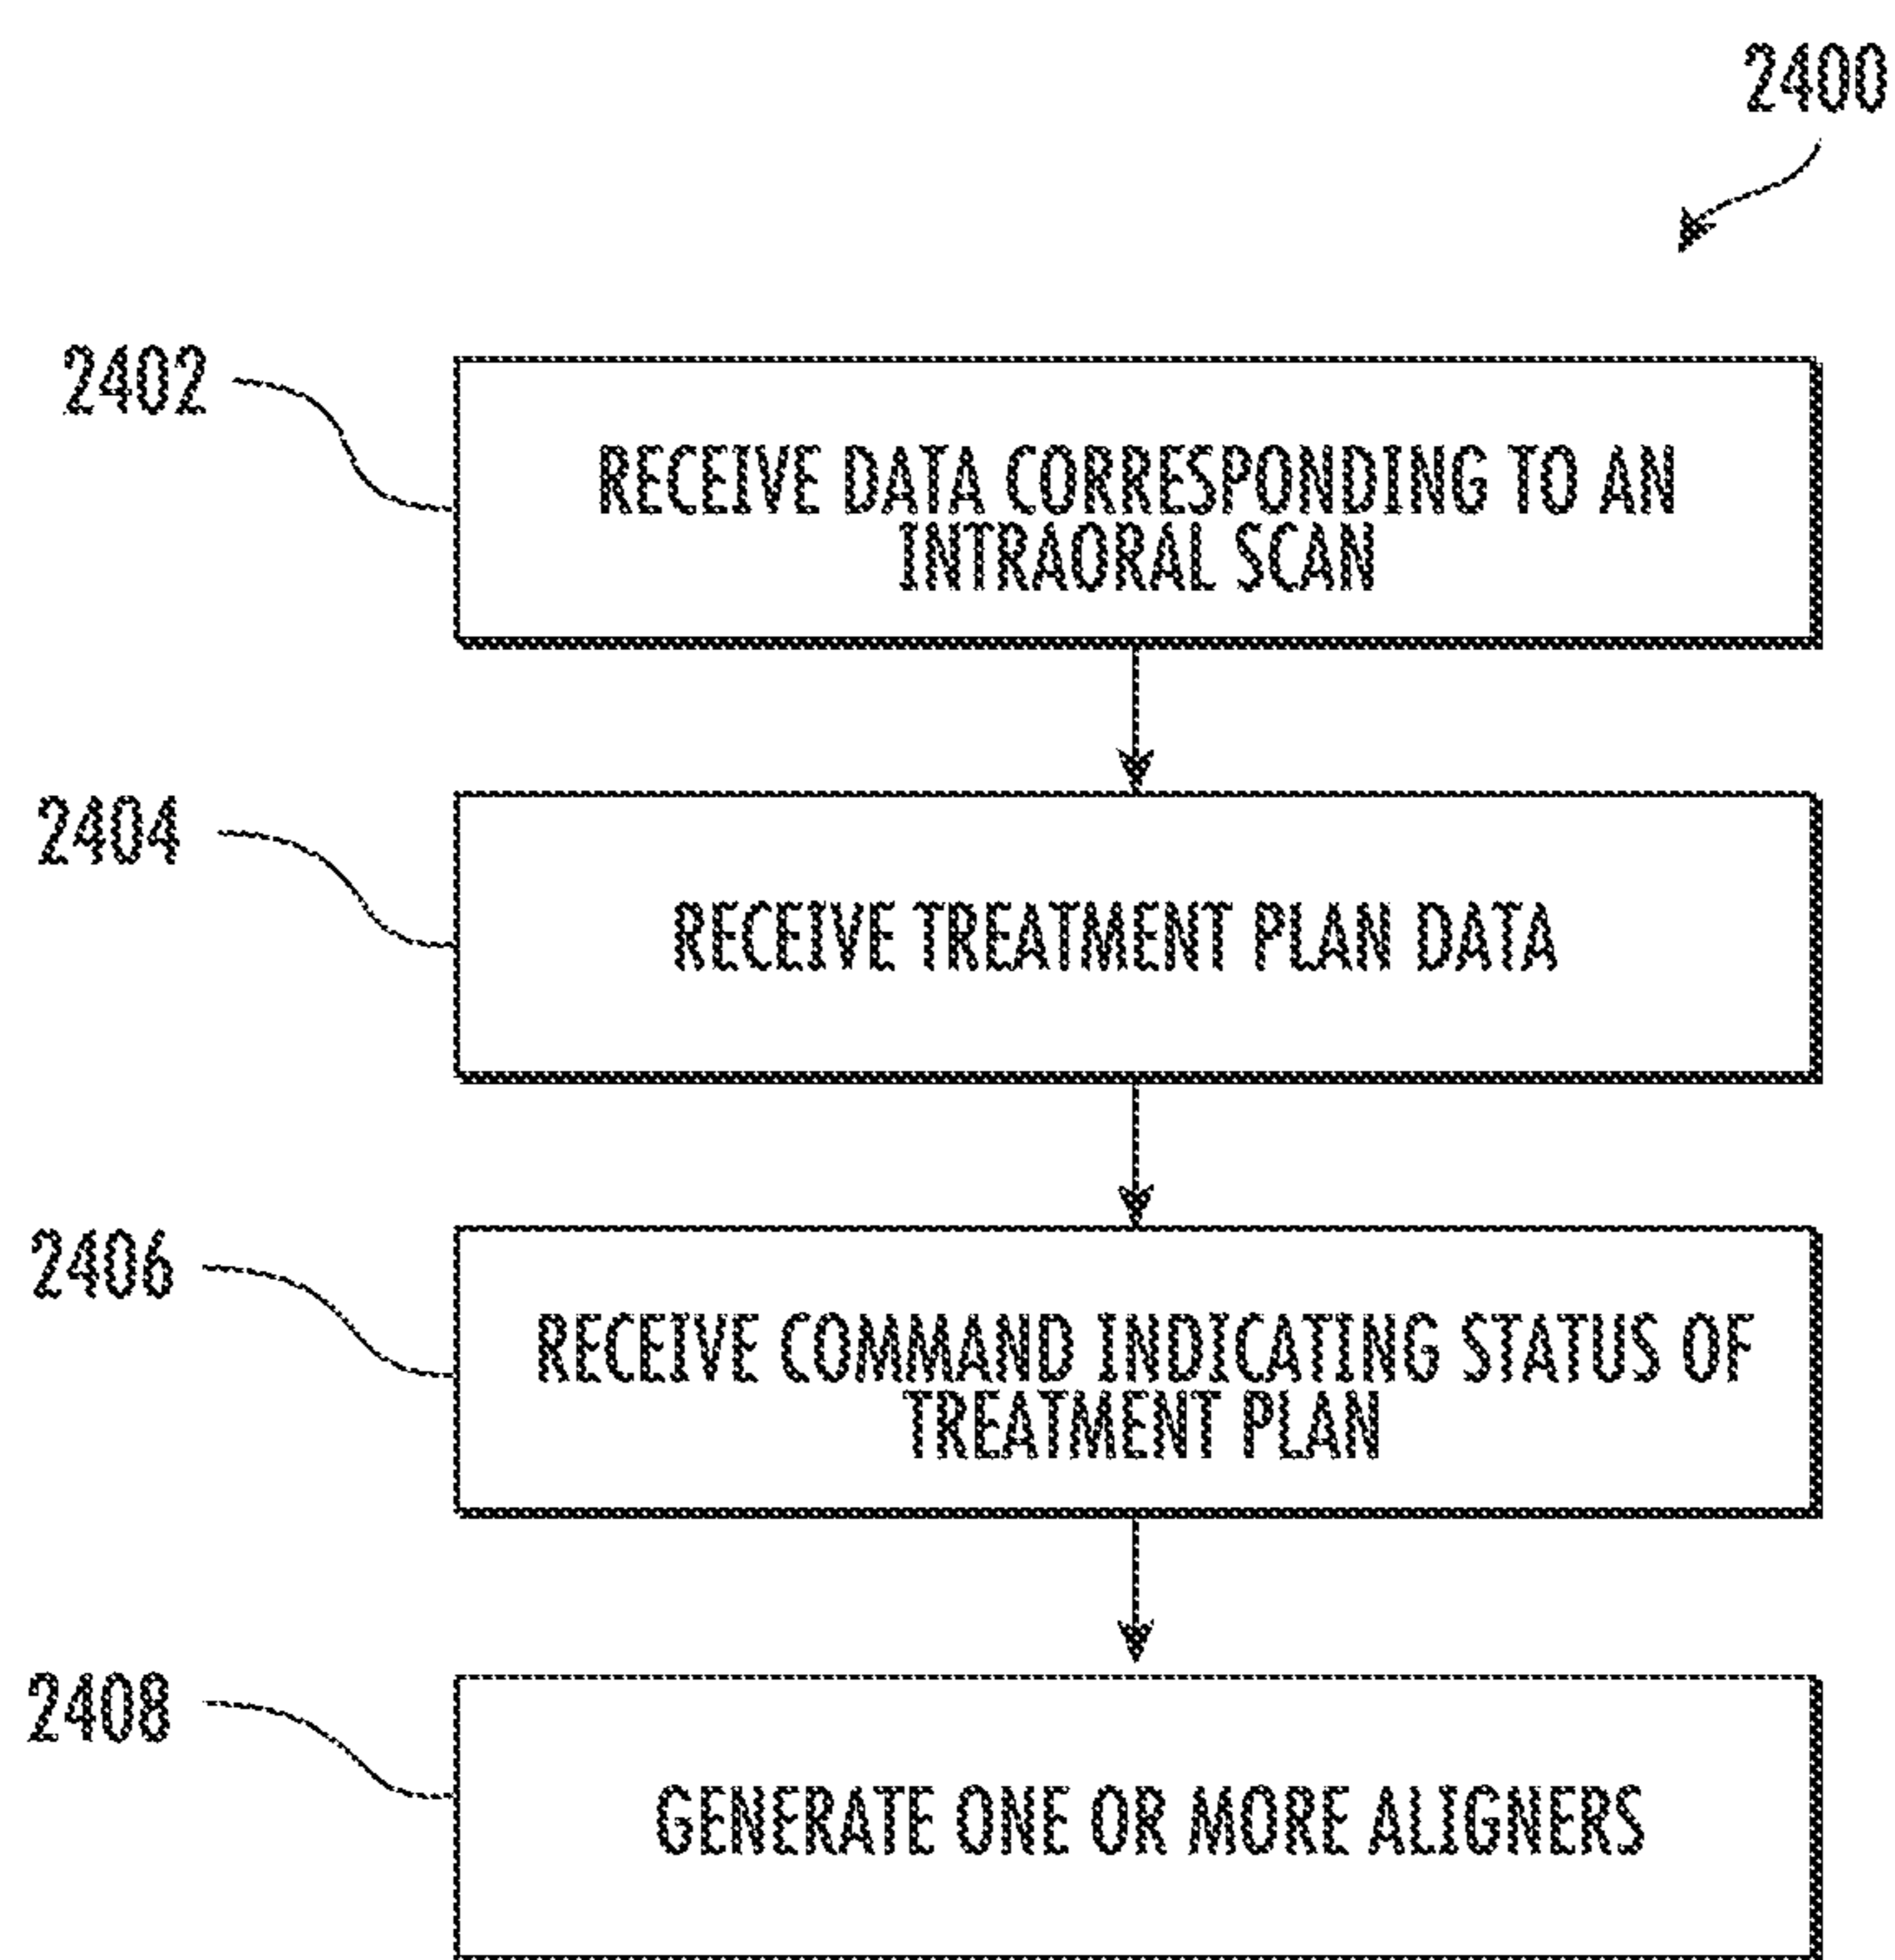 2400
2402
RECEIVE DATA CORRESPONDING TO AN
INTRAORAL SCAN
2404
RECEIVE TREATMENT PLAN DATA
2406
RECEIVE COMMAND INDICATING STATUS OF
TREATMENT PLAN
2408
GENERATE ONE OR MORE ALIGNERS